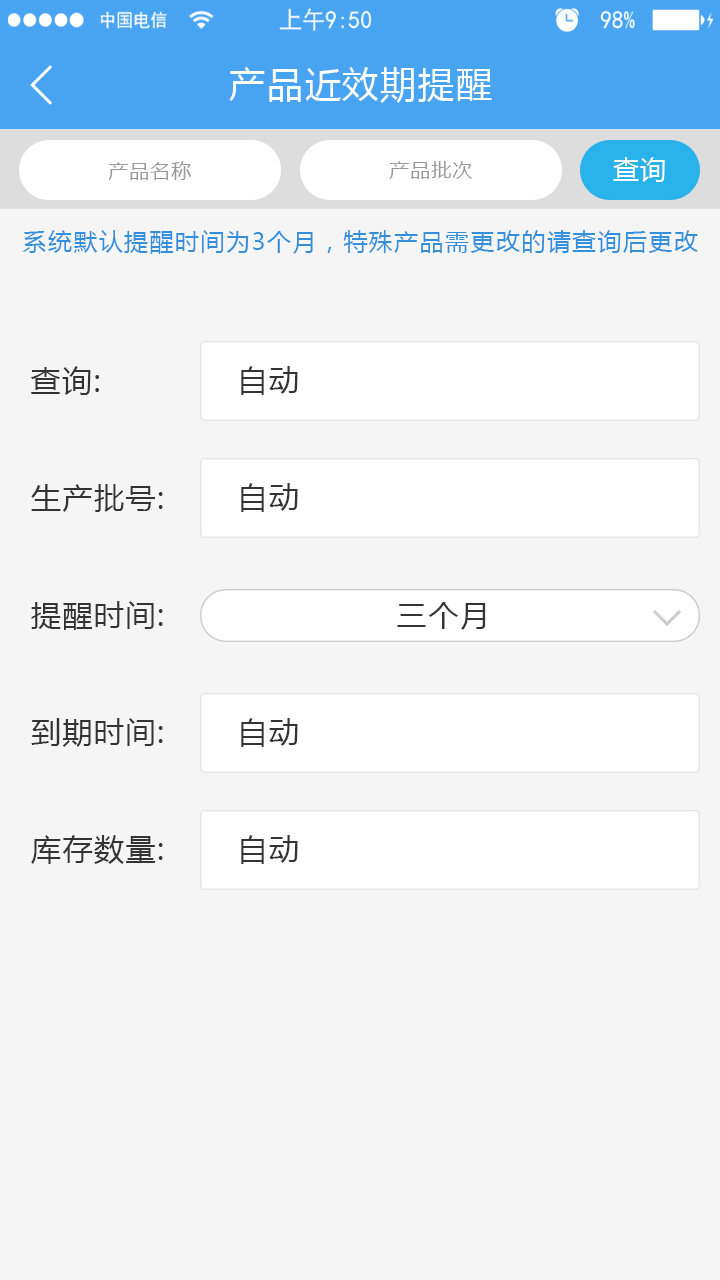 中国电信 上午9:50 98%
产品近效期提醒
产品名称 产品批次 查询
系统默认提醒时间为3个月，特殊产品需更改的请查询后更改
查询: 自动
生产批号: 自动
提醒时间: 三个月
到期时间: 自动
库存数量: 自动